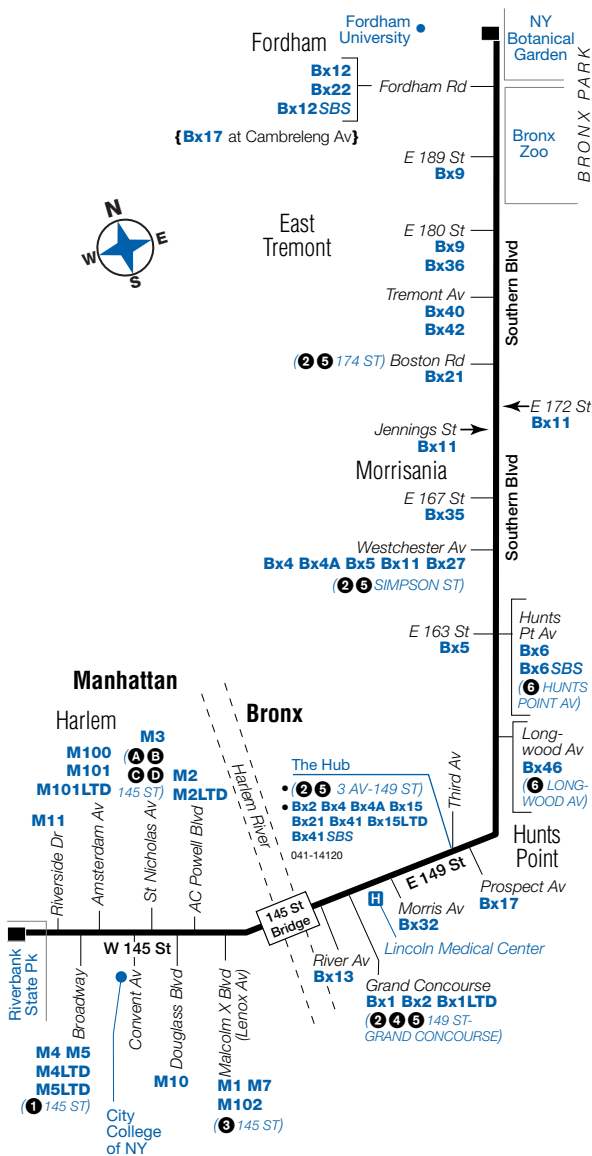 Fordham
University
NY
Botanical
Garden
BRONX PARK
Fordham
Bx12
Bx22
Bx12SBS
Fordham Rd
{Bx17 at Cambreleng Av}
Bronx
Zoo
E 189 St
Bx9
N
E
W
S
East
Tremont
E 180 St
Bx9
Bx36
Southern Blvd
Tremont Av
Bx40
Bx42
(2 5 174 ST) Boston Rd
Bx21
E 172 St
Bx11
Jennings St
Bx11
Morrisania
E 167 St
Bx35
Southern Blvd
Westchester Av
Bx4 Bx4A Bx5 Bx11 Bx27
(2 5 SIMPSON ST)
E 163 St
Bx5
Hunts
Pt Av
Bx6
Bx6SBS
(6 HUNTS
POINT AV)
Manhattan
Bronx
Harlem
Harlem River
M3
(A B
C D
145 ST)
M100
M101
M101LTD
M2
M2LTD
M11
Riverside Dr
Amsterdam Av
St Nicholas Av
AC Powell Blvd
The Hub
• (2 5 3 AV-149 ST)
• Bx2 Bx4 Bx4A Bx15
Bx21 Bx41 Bx15LTD
Bx41SBS
041-14120
Third Av
Long-
wood Av
Bx46
(6 LONG-
WOOD AV)
Hunts
Point
E 149 St
Prospect Av
Bx17
H
Morris Av
Bx32
Lincoln Medical Center
145 St
Bridge
River Av
Bx13
Grand Concourse
Bx1 Bx2 Bx1LTD
(2 4 5 149 ST-
GRAND CONCOURSE)
W 145 St
Riverbank
State Pk
Broadway
M4 M5
M4LTD
M5LTD
(1 145 ST)
Convent Av
City
College
of NY
Douglass Blvd
M10
Malcolm X Blvd
(Lenox Av)
M1 M7
M102
(3 145 ST)